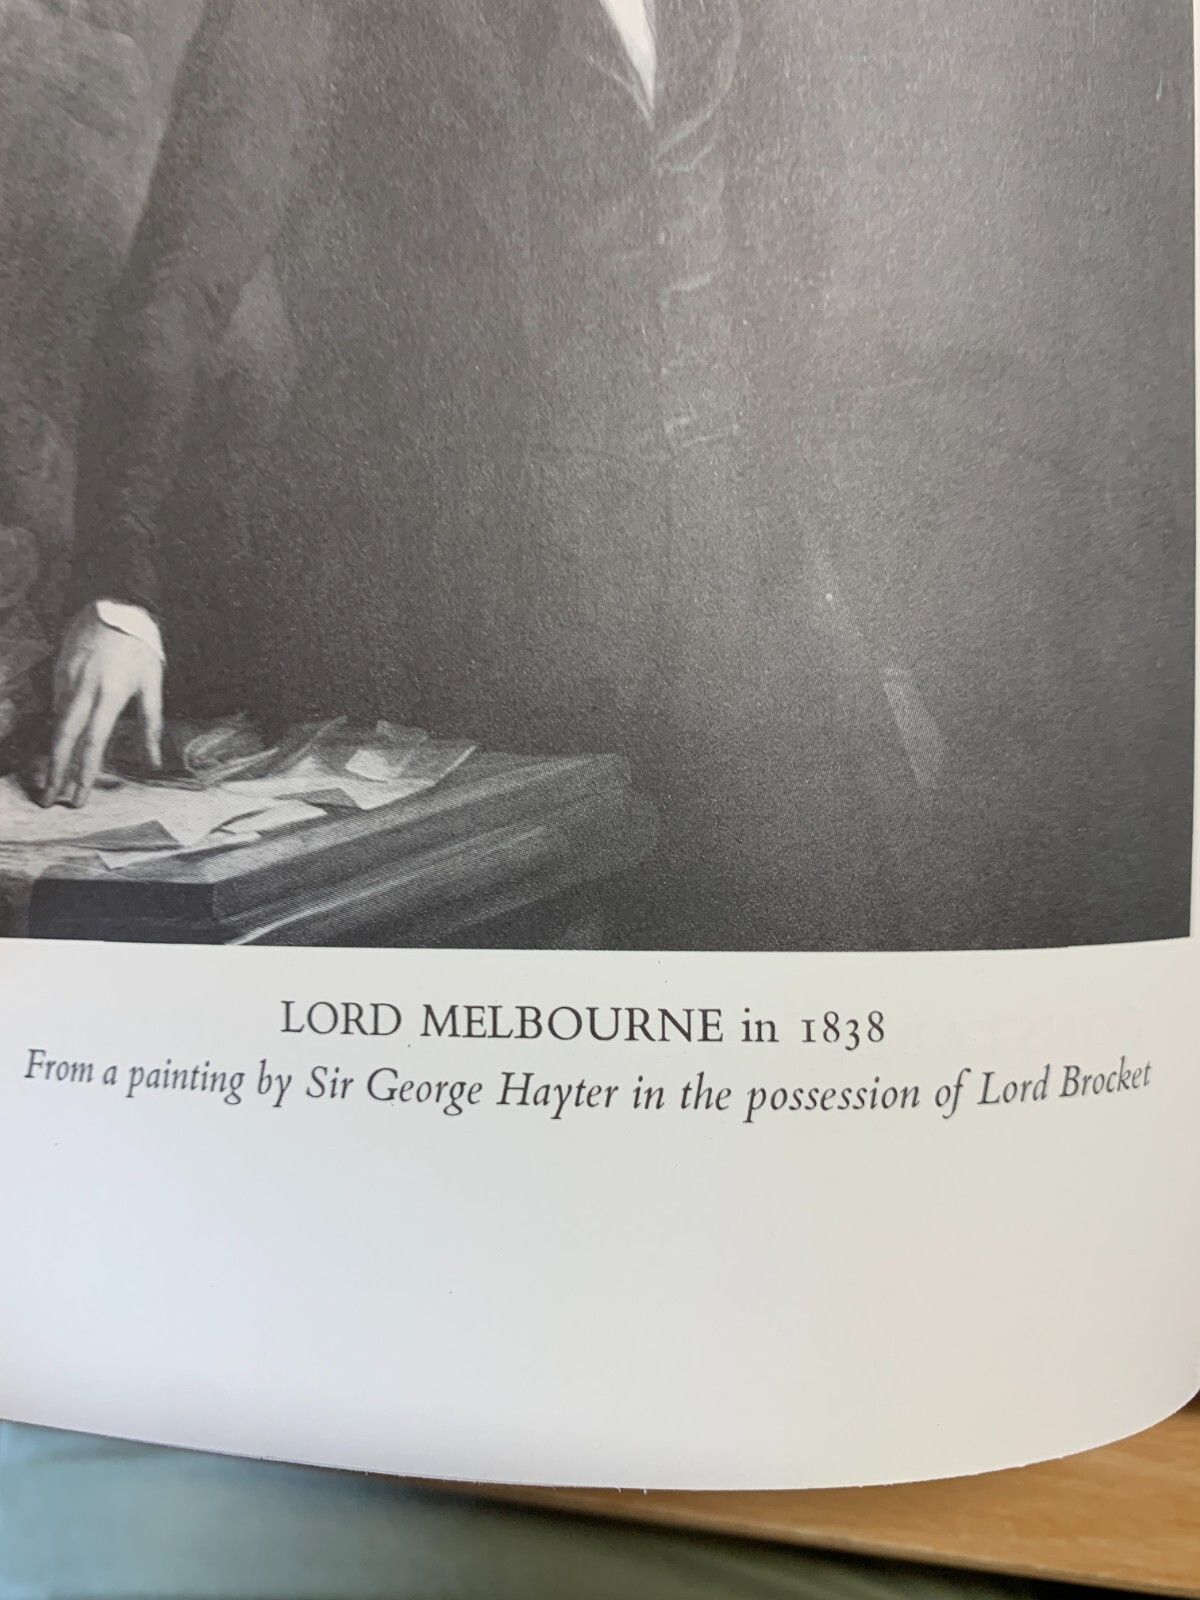 LORD MELBOURNE in 1838
From a painting by Sir George Hayter in the possession of Lord Brocket